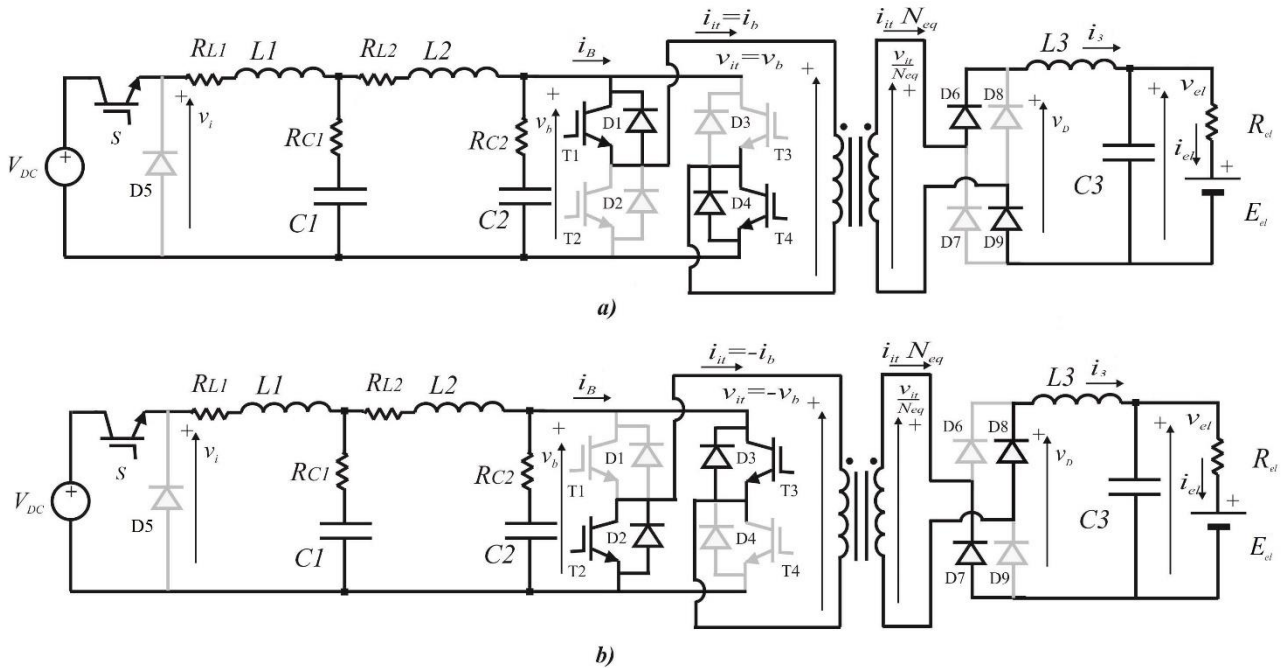 i_it=i_b
i_it N_eq
R_L1 L1 R_L2 L2
i_B
v_it=v_b
v_it/N_eq
L3 i_3
S
+ v_i
V_DC +
D5
R_C1
C1
R_C2
C2
+ v_b
D1
T1
D2
T2
D3
T3
D4
T4
+
+
D6 D8
D7 D9
+ v_D
C3
+ v_el
i_el
R_el
+
E_el
a)
i_it=-i_b
i_it N_eq
R_L1 L1 R_L2 L2
i_B
v_it=-v_b
v_it/N_eq
L3 i_3
S
+ v_i
V_DC +
D5
R_C1
C1
R_C2
C2
+ v_b
D1
T1
D2
T2
D3
T3
D4
T4
+
+
D6 D8
D7 D9
+ v_D
C3
+ v_el
i_el
R_el
+
E_el
b)